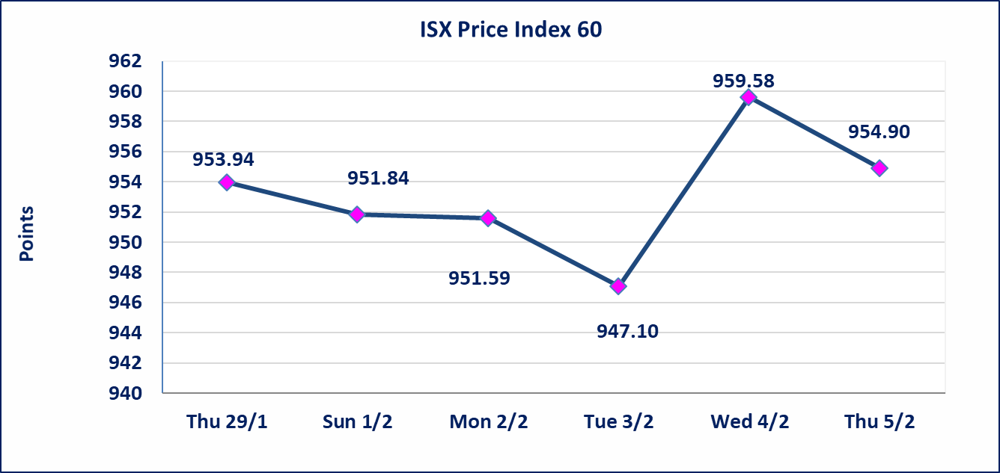 ISX Price Index 60
Points
962
960
958
956
954
952
950
948
946
944
942
940
953.94
951.84
951.59
947.10
959.58
954.90
Thu 29/1
Sun 1/2
Mon 2/2
Tue 3/2
Wed 4/2
Thu 5/2